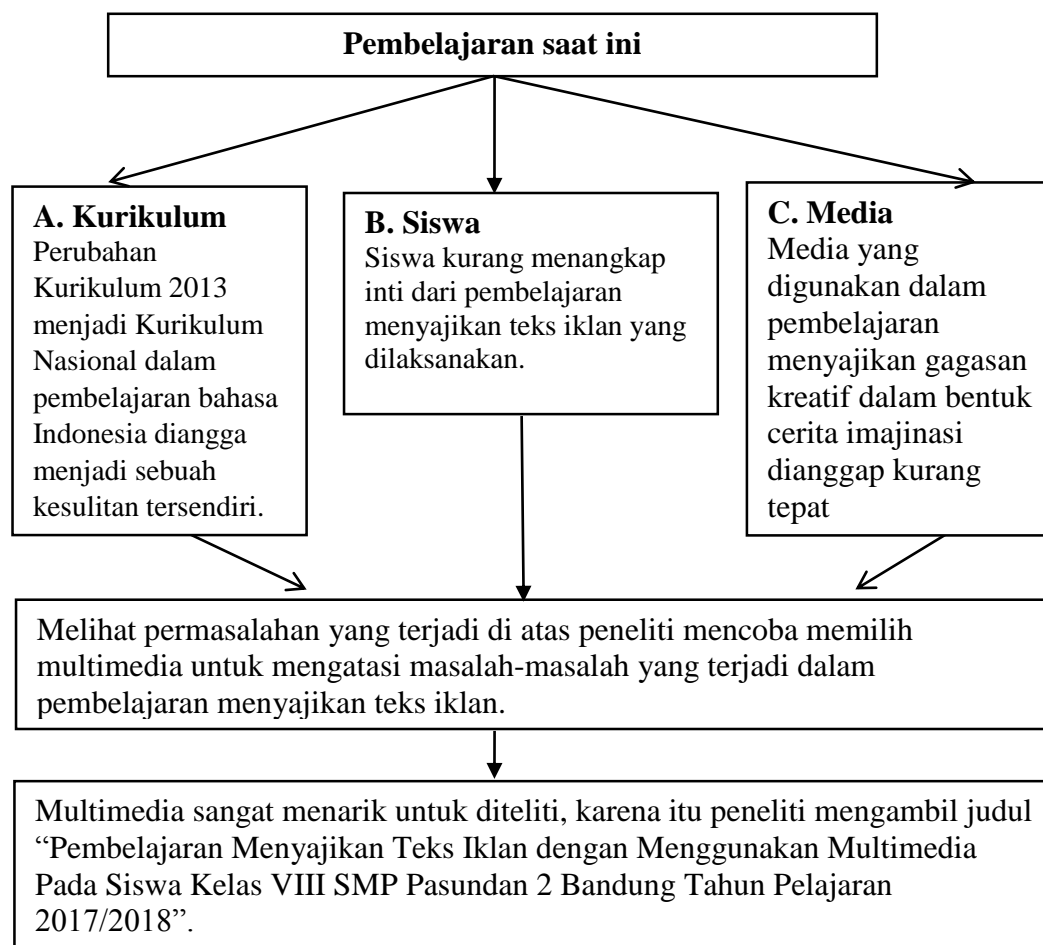 Pembelajaran saat ini
A. Kurikulum
Perubahan
Kurikulum 2013
menjadi Kurikulum
Nasional dalam
pembelajaran bahasa
Indonesia diangga
menjadi sebuah
kesulitan tersendiri.
B. Siswa
Siswa kurang menangkap
inti dari pembelajaran
menyajikan teks iklan yang
dilaksanakan.
C. Media
Media yang
digunakan dalam
pembelajaran
menyajikan gagasan
kreatif dalam bentuk
cerita imajinasi
dianggap kurang
tepat
Melihat permasalahan yang terjadi di atas peneliti mencoba memilih
multimedia untuk mengatasi masalah-masalah yang terjadi dalam
pembelajaran menyajikan teks iklan.
Multimedia sangat menarik untuk diteliti, karena itu peneliti mengambil judul
“Pembelajaran Menyajikan Teks Iklan dengan Menggunakan Multimedia
Pada Siswa Kelas VIII SMP Pasundan 2 Bandung Tahun Pelajaran
2017/2018”.